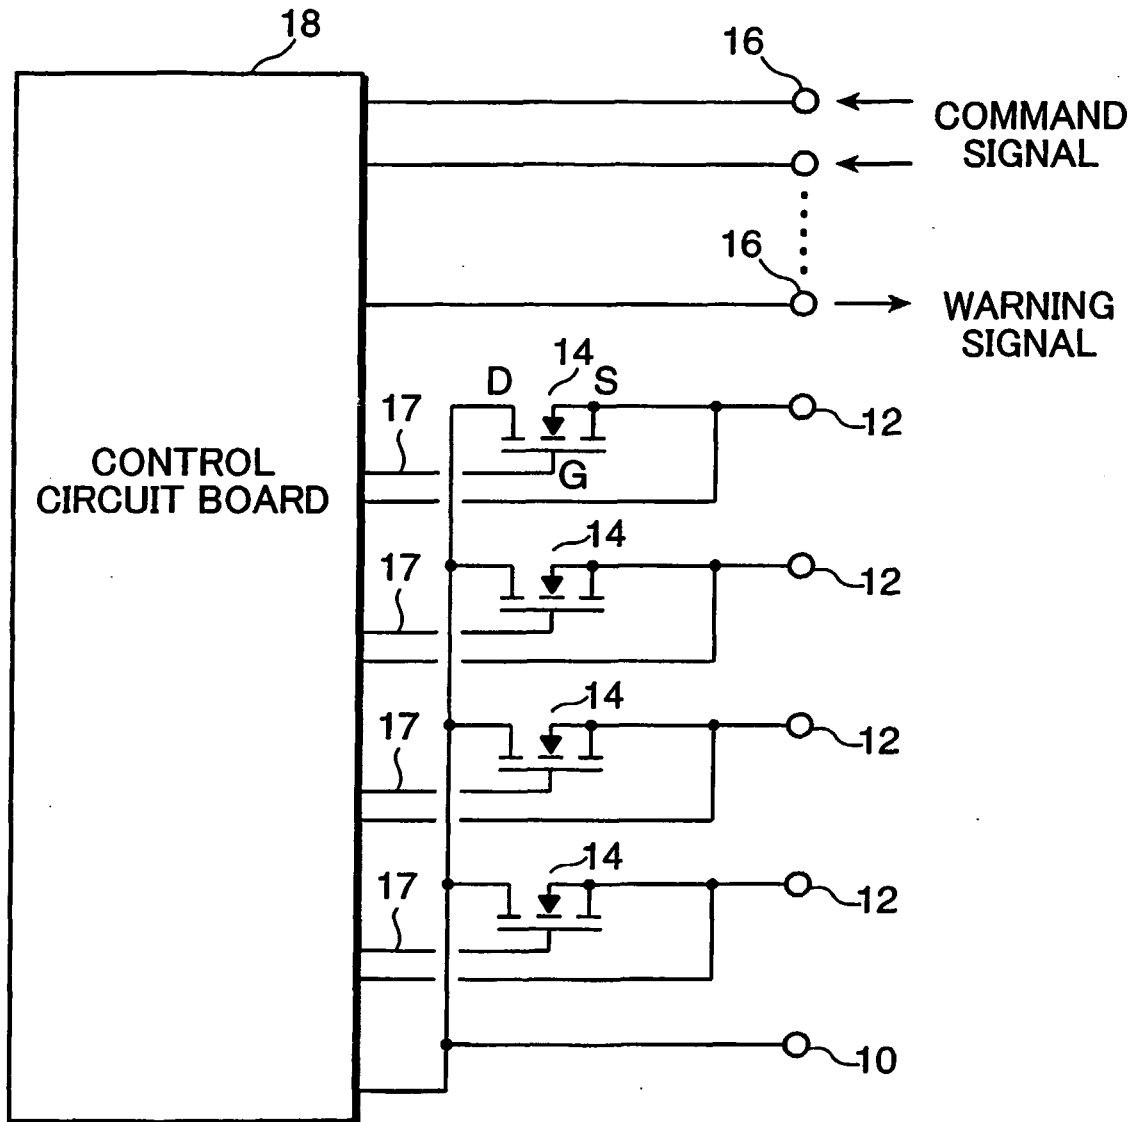 18
16
COMMAND
SIGNAL
16
WARNING
SIGNAL
14
D
S
17
12
G
CONTROL
CIRCUIT BOARD
14
17
12
14
17
12
14
17
12
10